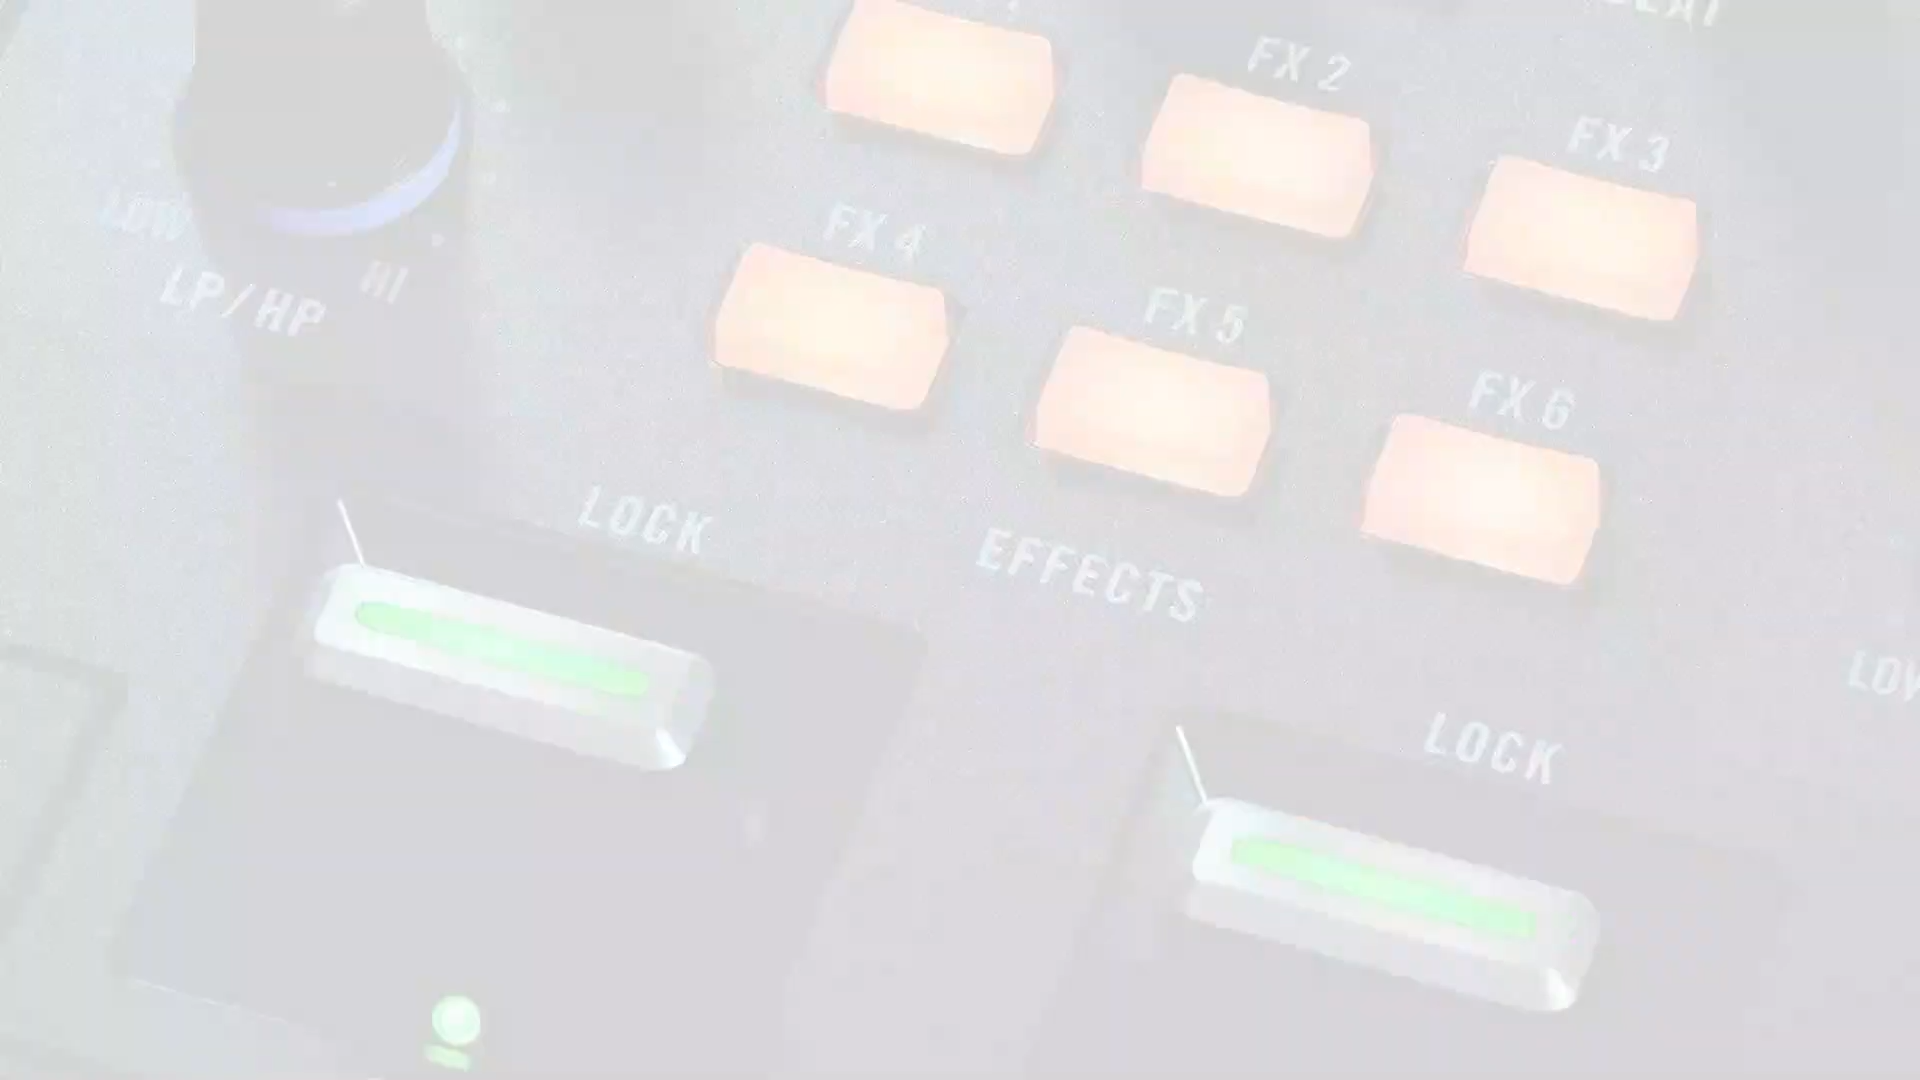 FX 2
FX 3
LOW
HI
LP/HP
FX 4
FX 5
FX 6
LOCK
EFFECTS
LOCK